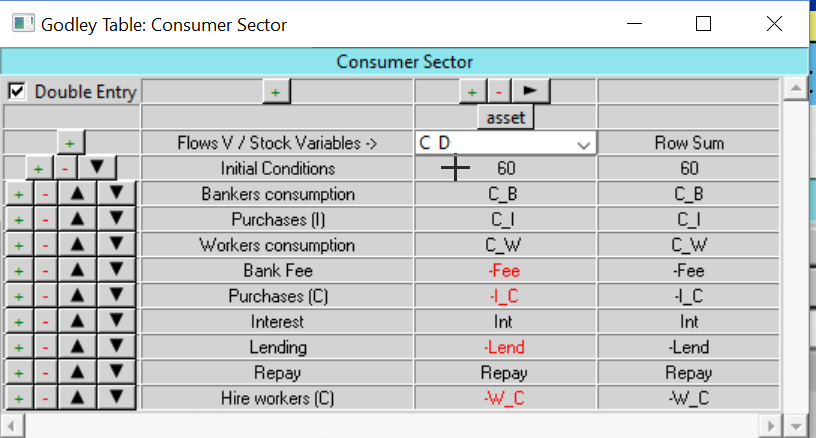 Godley Table: Consumer Sector
Consumer Sector
Double Entry + + - ►
asset
+ Flows V / Stock Variables -> C D Row Sum
+ - ▼ Initial Conditions 60 60
+ - ▲ ▼ Bankers consumption C_B C_B
+ - ▲ ▼ Purchases (I) C_I C_I
+ - ▲ ▼ Workers consumption C_W C_W
+ - ▲ ▼ Bank Fee -Fee -Fee
+ - ▲ ▼ Purchases (C) -I_C -I_C
+ - ▲ ▼ Interest Int Int
+ - ▲ ▼ Lending -Lend -Lend
+ - ▲ ▼ Repay Repay Repay
+ - ▲ ▼ Hire workers (C) -W_C -W_C